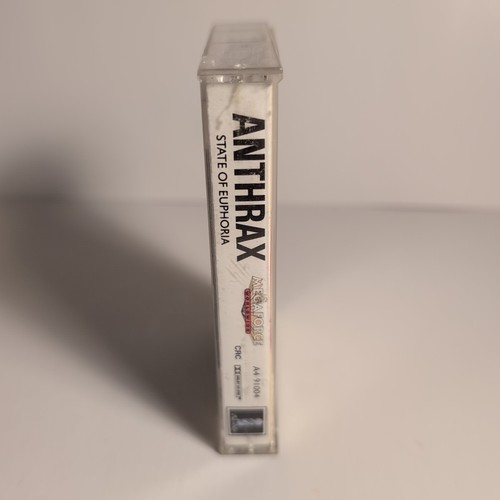 ANTHRAX
STATE OF EUPHORIA
MEGAFORCE
CRC
A4 91004